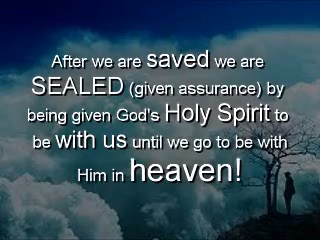 After we are saved we are
SEALED (given assurance) by
being given God's Holy Spirit to
be with us until we go to be with
Him in heaven!